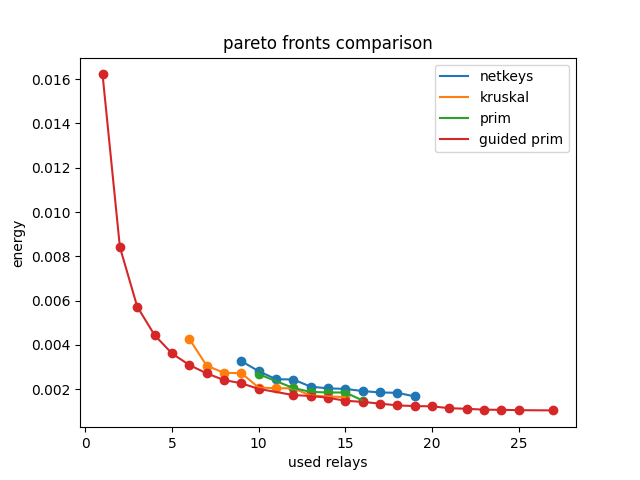 pareto fronts comparison
netkeys
kruskal
prim
guided prim
energy
0.016
0.014
0.012
0.010
0.008
0.006
0.004
0.002
0 5 10 15 20 25
used relays